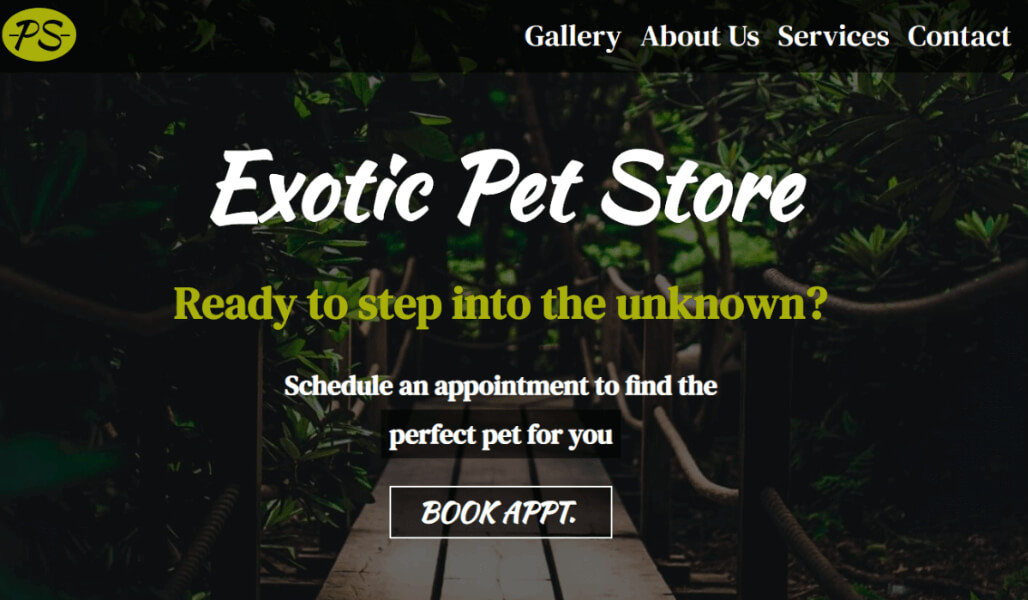 PS
Gallery About Us Services Contact
Exotic Pet Store
Ready to step into the unknown?
Schedule an appointment to find the
perfect pet for you
BOOK APPT.